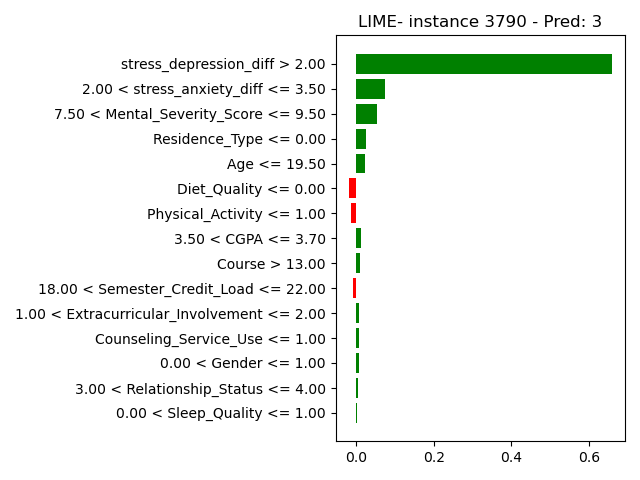 LIME- instance 3790 - Pred: 3
stress_depression_diff > 2.00
2.00 < stress_anxiety_diff <= 3.50
7.50 < Mental_Severity_Score <= 9.50
Residence_Type <= 0.00
Age <= 19.50
Diet_Quality <= 0.00
Physical_Activity <= 1.00
3.50 < CGPA <= 3.70
Course > 13.00
18.00 < Semester_Credit_Load <= 22.00
1.00 < Extracurricular_Involvement <= 2.00
Counseling_Service_Use <= 1.00
0.00 < Gender <= 1.00
3.00 < Relationship_Status <= 4.00
0.00 < Sleep_Quality <= 1.00
0.0 0.2 0.4 0.6